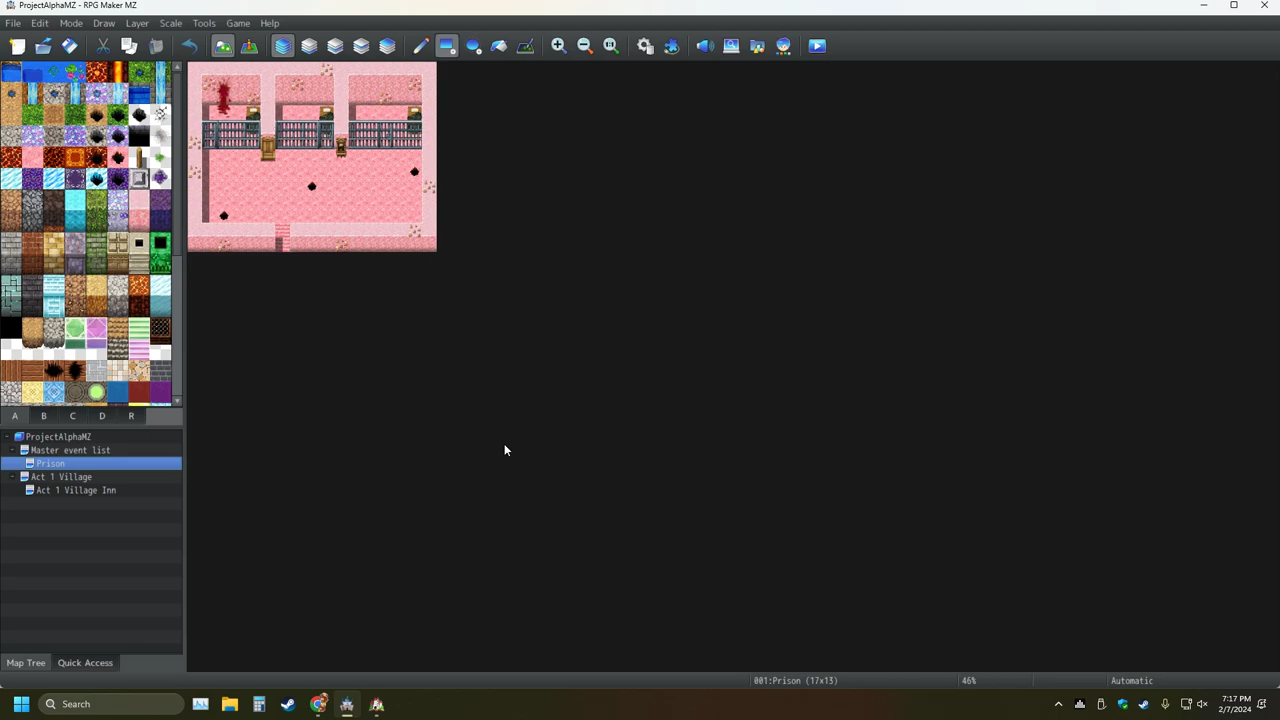 ProjectAlphaMZ - RPG Maker MZ
File Edit Mode Draw Layer Scale Tools Game Help
A B C D R
ProjectAlphaMZ
Master event list
Prison
Act 1 Village
Act 1 Village Inn
Map Tree Quick Access
001:Prison (17x13) 46% Automatic
Search
7:17 PM
2/7/2024